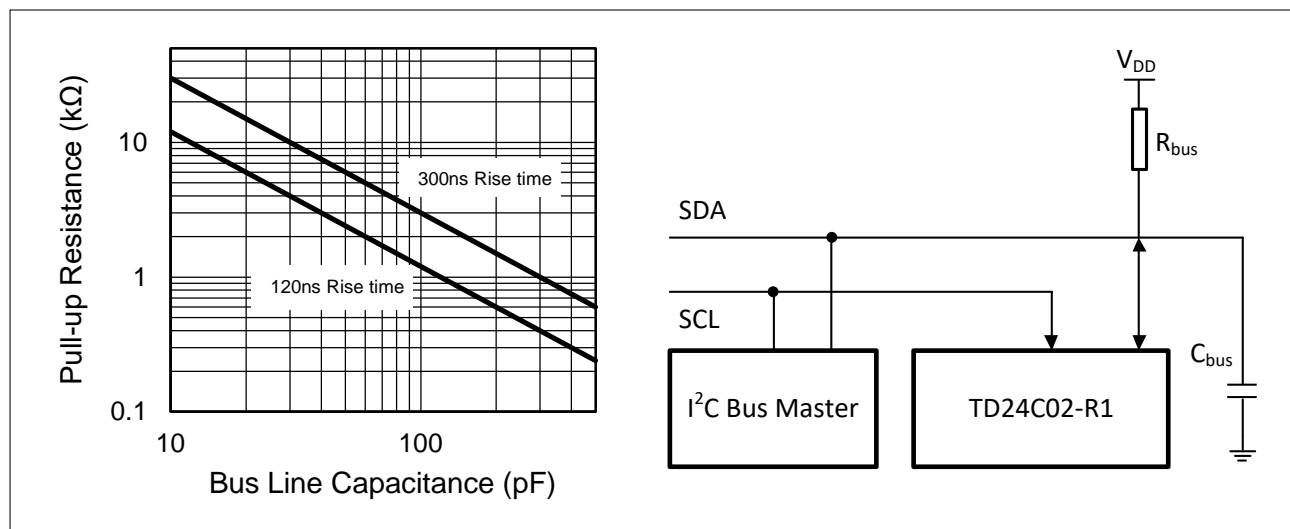 Pull-up Resistance (kΩ)
10
1
0.1
10
100
Bus Line Capacitance (pF)
300ns Rise time
120ns Rise time
VDD
Rbus
SDA
SCL
Cbus
I²C Bus Master
TD24C02-R1